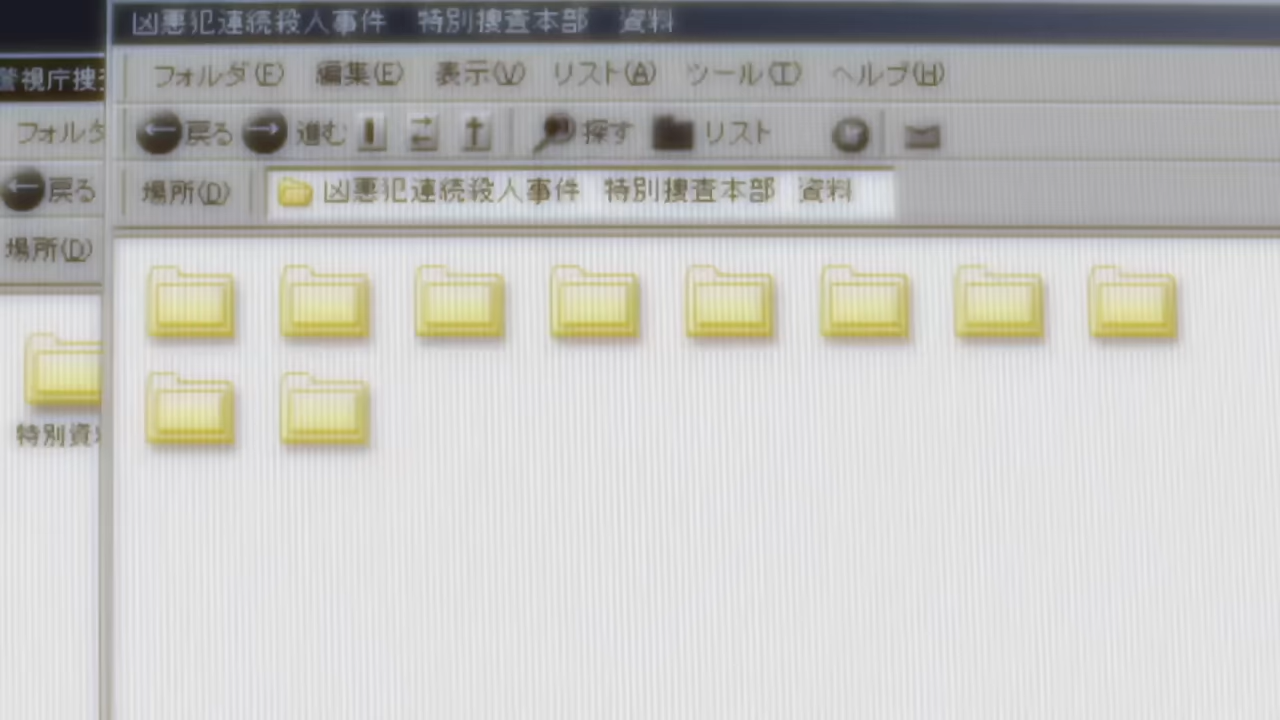 凶悪犯連続殺人事件 特別捜査本部 資料
フォルダ(F) 編集(E) 表示(V) リスト(A) ツール(T) ヘルプ(H)
戻る 進む 探す リスト
場所(D) 凶悪犯連続殺人事件 特別捜査本部 資料
警視庁捜
フォルダ
戻る
場所(D)
特別資